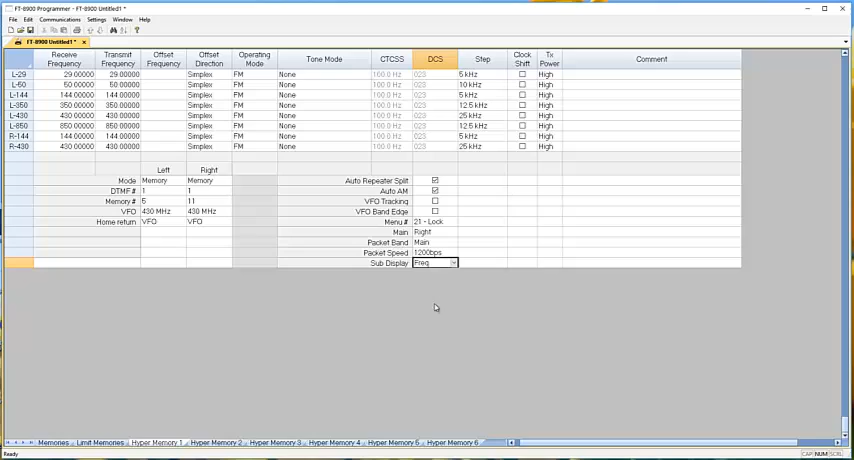 FT-8900 Programmer - FT-8900 Untitled1 *
File Edit Communications Settings Window Help
FT-8900 Untitled1 * ×
Receive Frequency Transmit Frequency Offset Frequency Offset Direction Operating Mode Tone Mode CTCSS DCS Step Clock Shift Tx Power Comment
L-29 29.00000 29.00000 Simplex FM None 100.0 Hz 023 5 kHz High
L-50 50.00000 50.00000 Simplex FM None 100.0 Hz 023 10 kHz High
L-144 144.00000 144.00000 Simplex FM None 100.0 Hz 023 5 kHz High
L-350 350.00000 350.00000 Simplex FM None 100.0 Hz 023 12.5 kHz High
L-430 430.00000 430.00000 Simplex FM None 100.0 Hz 023 25 kHz High
L-850 850.00000 850.00000 Simplex FM None 100.0 Hz 023 12.5 kHz High
R-144 144.00000 144.00000 Simplex FM None 100.0 Hz 023 5 kHz High
R-430 430.00000 430.00000 Simplex FM None 100.0 Hz 023 25 kHz High
Left Right
Mode Memory Memory Auto Repeater Split
DTMF # 1 1 Auto AM
Memory # 5 11 VFO Tracking
VFO 430 MHz 430 MHz VFO Band Edge
Home return VFO VFO Menu # 21 - Lock
Main Right
Packet Band Main
Packet Speed 1200bps
Sub Display Freq
Memories Limit Memories Hyper Memory 1 Hyper Memory 2 Hyper Memory 3 Hyper Memory 4 Hyper Memory 5 Hyper Memory 6
Ready CAP NUM SCRL